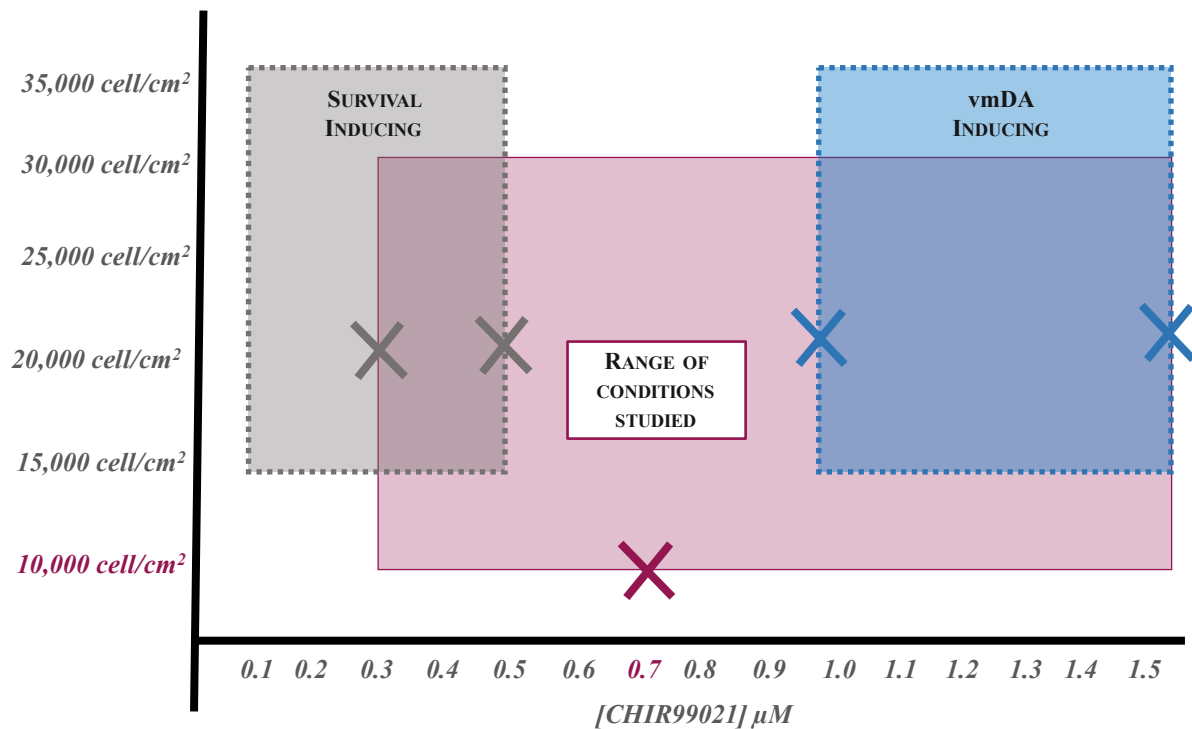 35,000 cell/cm²
SURVIVAL
INDUCING
vmDA
INDUCING
30,000 cell/cm²
25,000 cell/cm²
20,000 cell/cm²
RANGE OF
CONDITIONS
STUDIED
15,000 cell/cm²
10,000 cell/cm²
0.1 0.2 0.3 0.4 0.5 0.6 0.7 0.8 0.9 1.0 1.1 1.2 1.3 1.4 1.5
[CHIR99021] µM